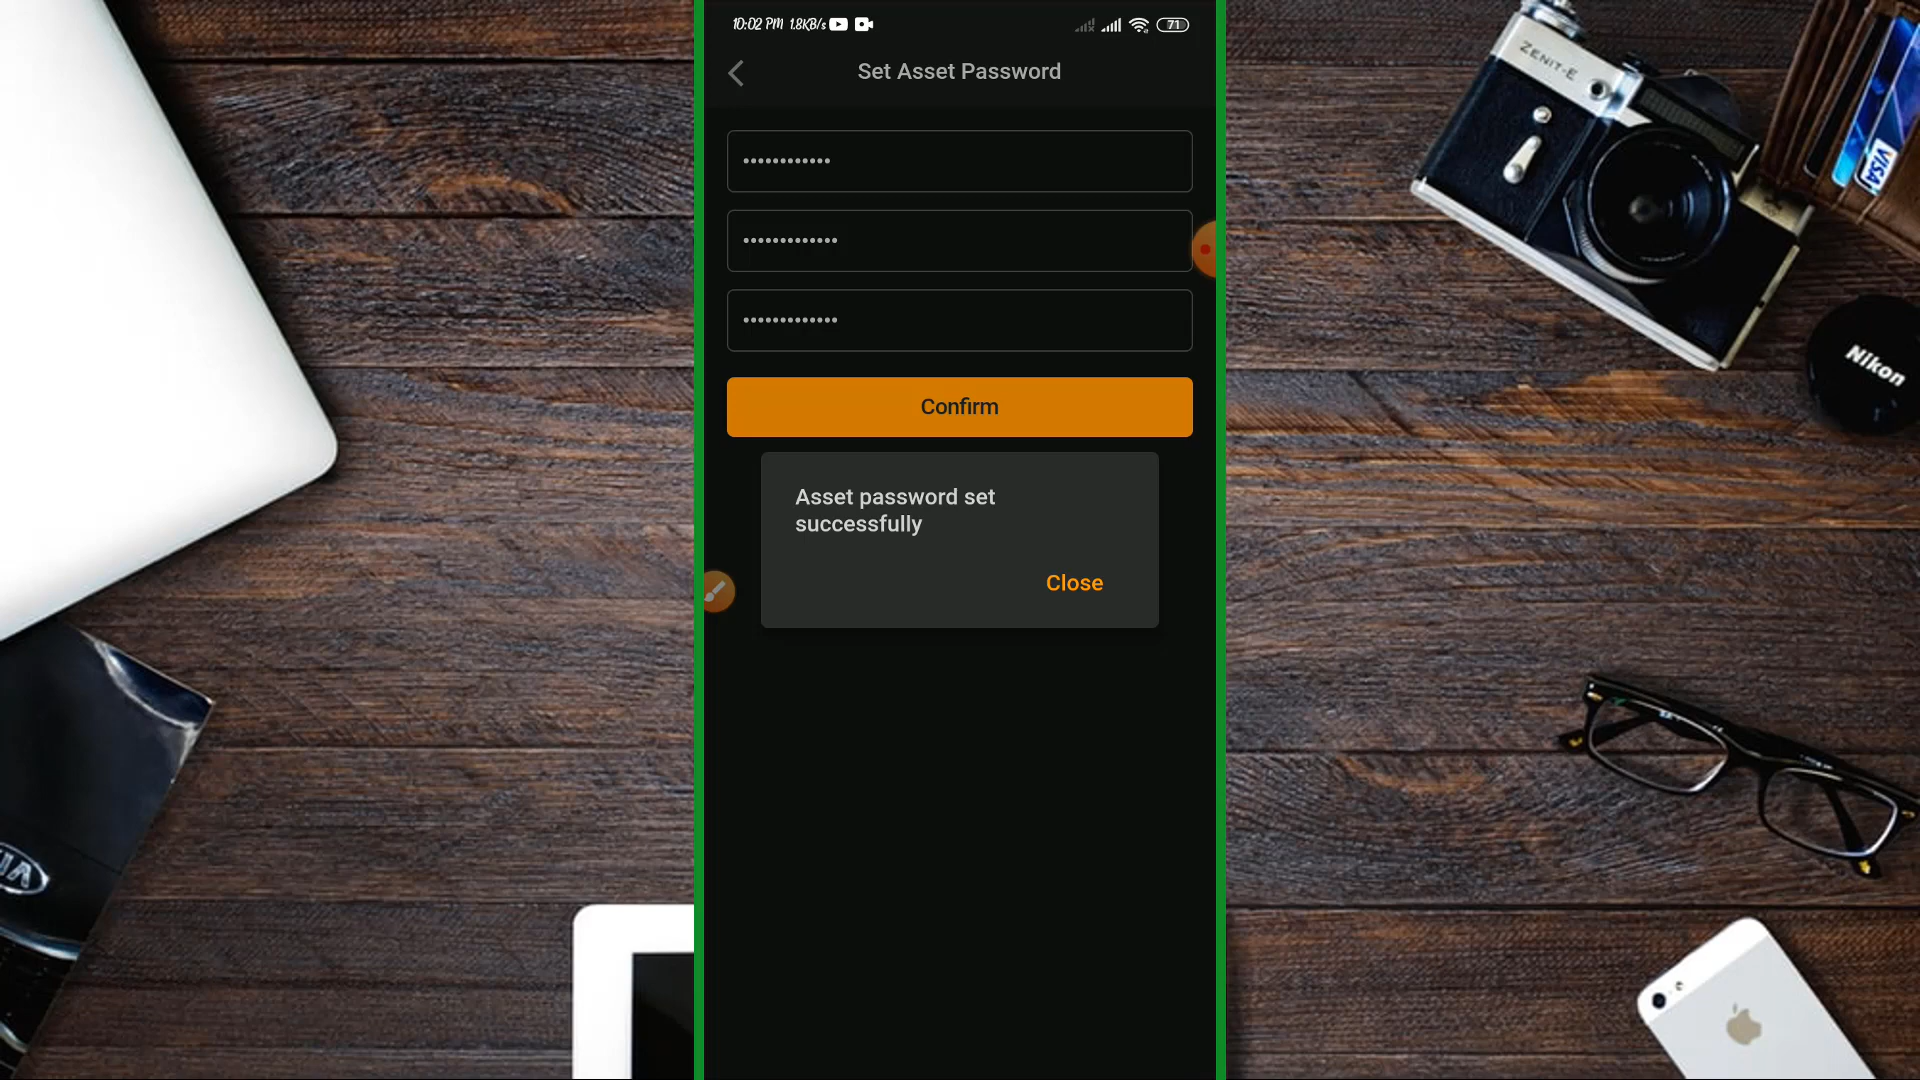 10:02 PM 1.8KB/s
71
Set Asset Password
••••••••••••
•••••••••••••
•••••••••••••
Confirm
Asset password set
successfully
Close
ZENIT-E
VISA
Nikon